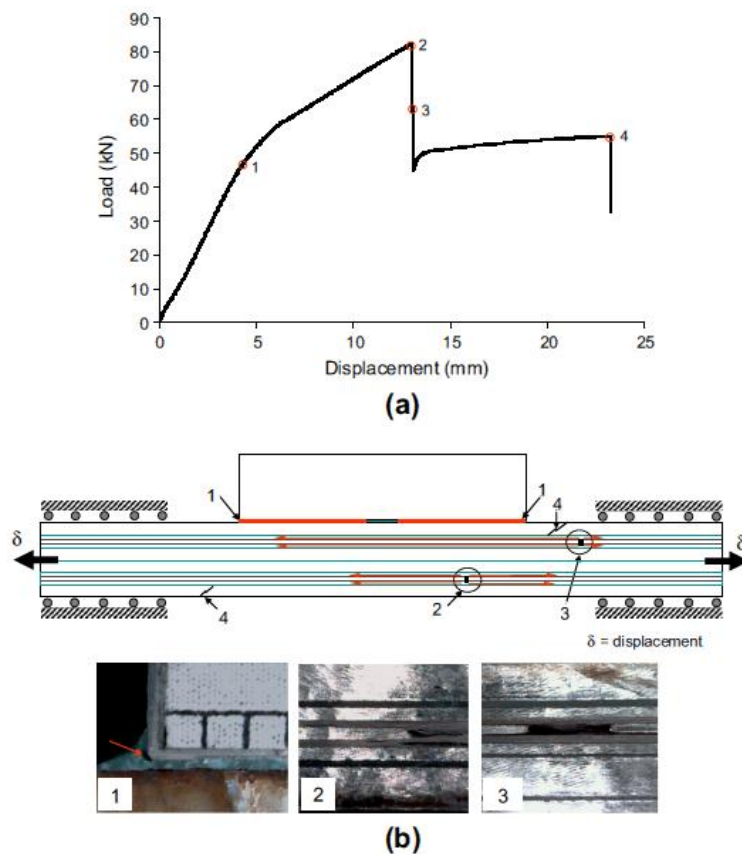 90
80
70
60
50
40
30
20
10
0
Load (kN)
1
2
3
4
0 5 10 15 20 25
Displacement (mm)
(a)
1 1 4
δ δ
4 2 3
δ = displacement
1 2 3
(b)